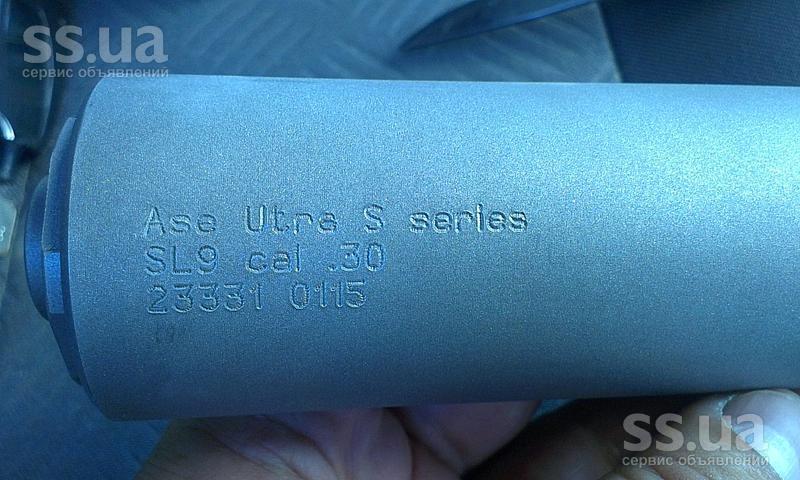 ss.ua
сервис объявлений
Ase Utra S series
SL9 cal .30
23331 0115
ss.ua
сервис объявлений